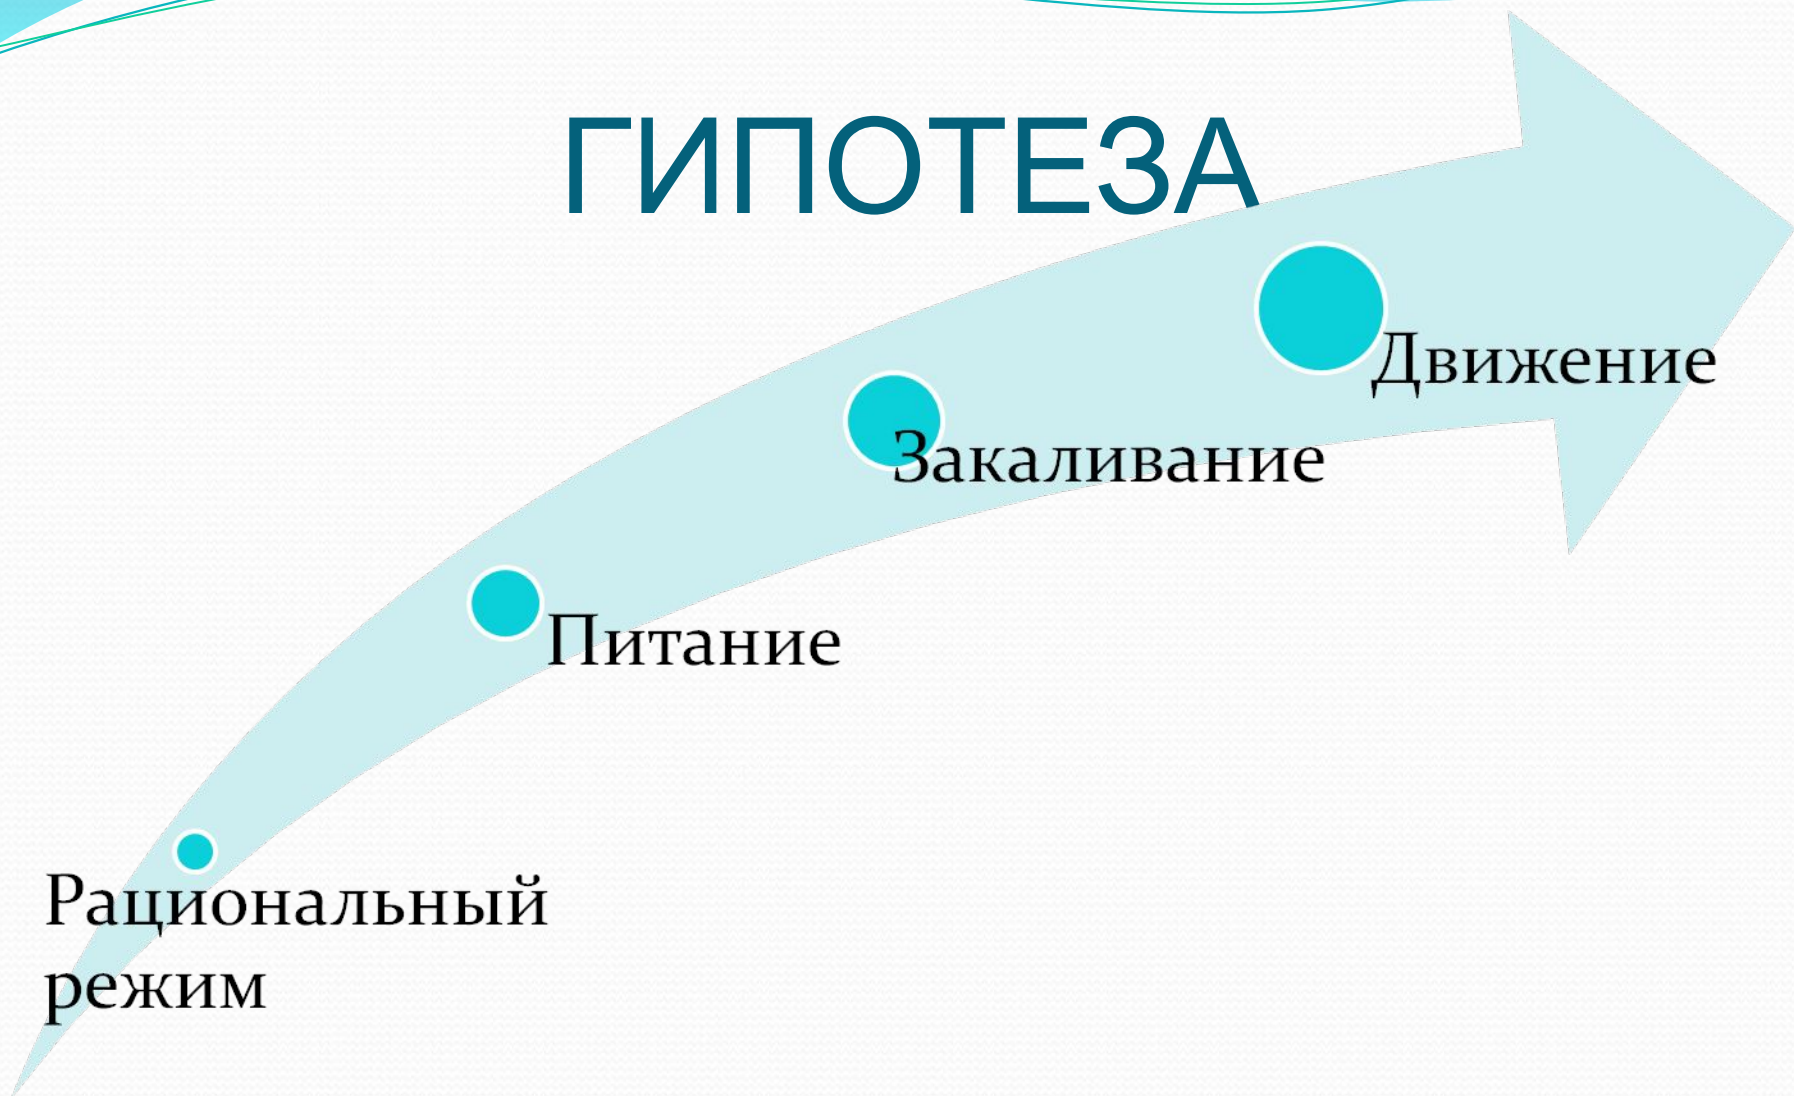 ГИПОТЕЗА
Движение
Закаливание
Питание
Рациональный
режим